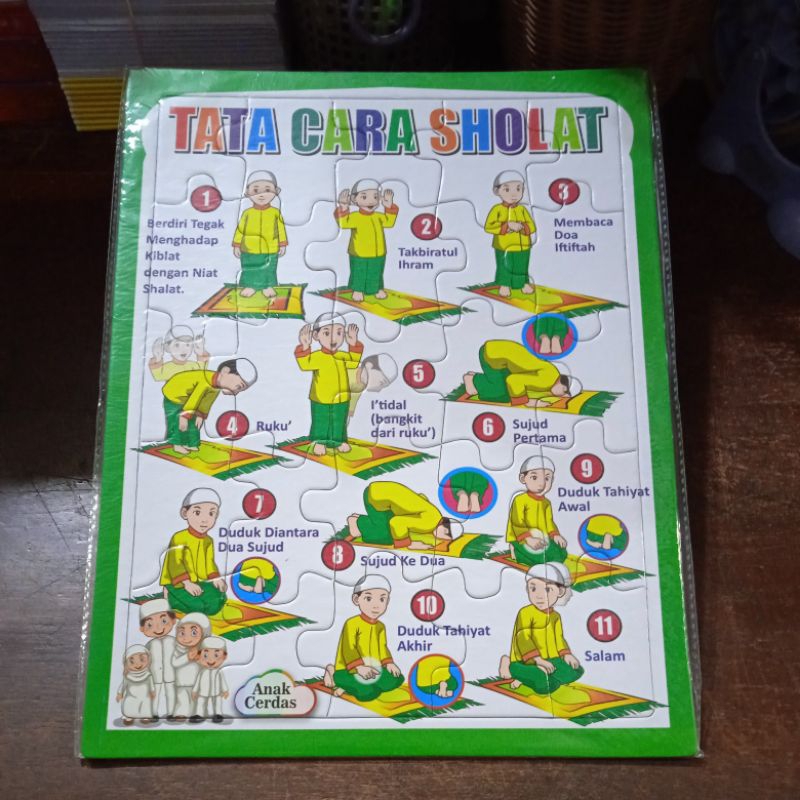 TATA CARA SHOLAT
1
Berdiri Tegak
Menghadap
Kiblat
dengan Niat
Shalat.
2
Takbiratul
Ihram
3
Membaca
Doa
Iftiftah
4
Ruku'
5
I'tidal
(bangkit
dari ruku')
6
Sujud
Pertama
7
Duduk Diantara
Dua Sujud
8
Sujud Ke Dua
9
Duduk Tahiyat
Awal
10
Duduk Tahiyat
Akhir
11
Salam
Anak
Cerdas